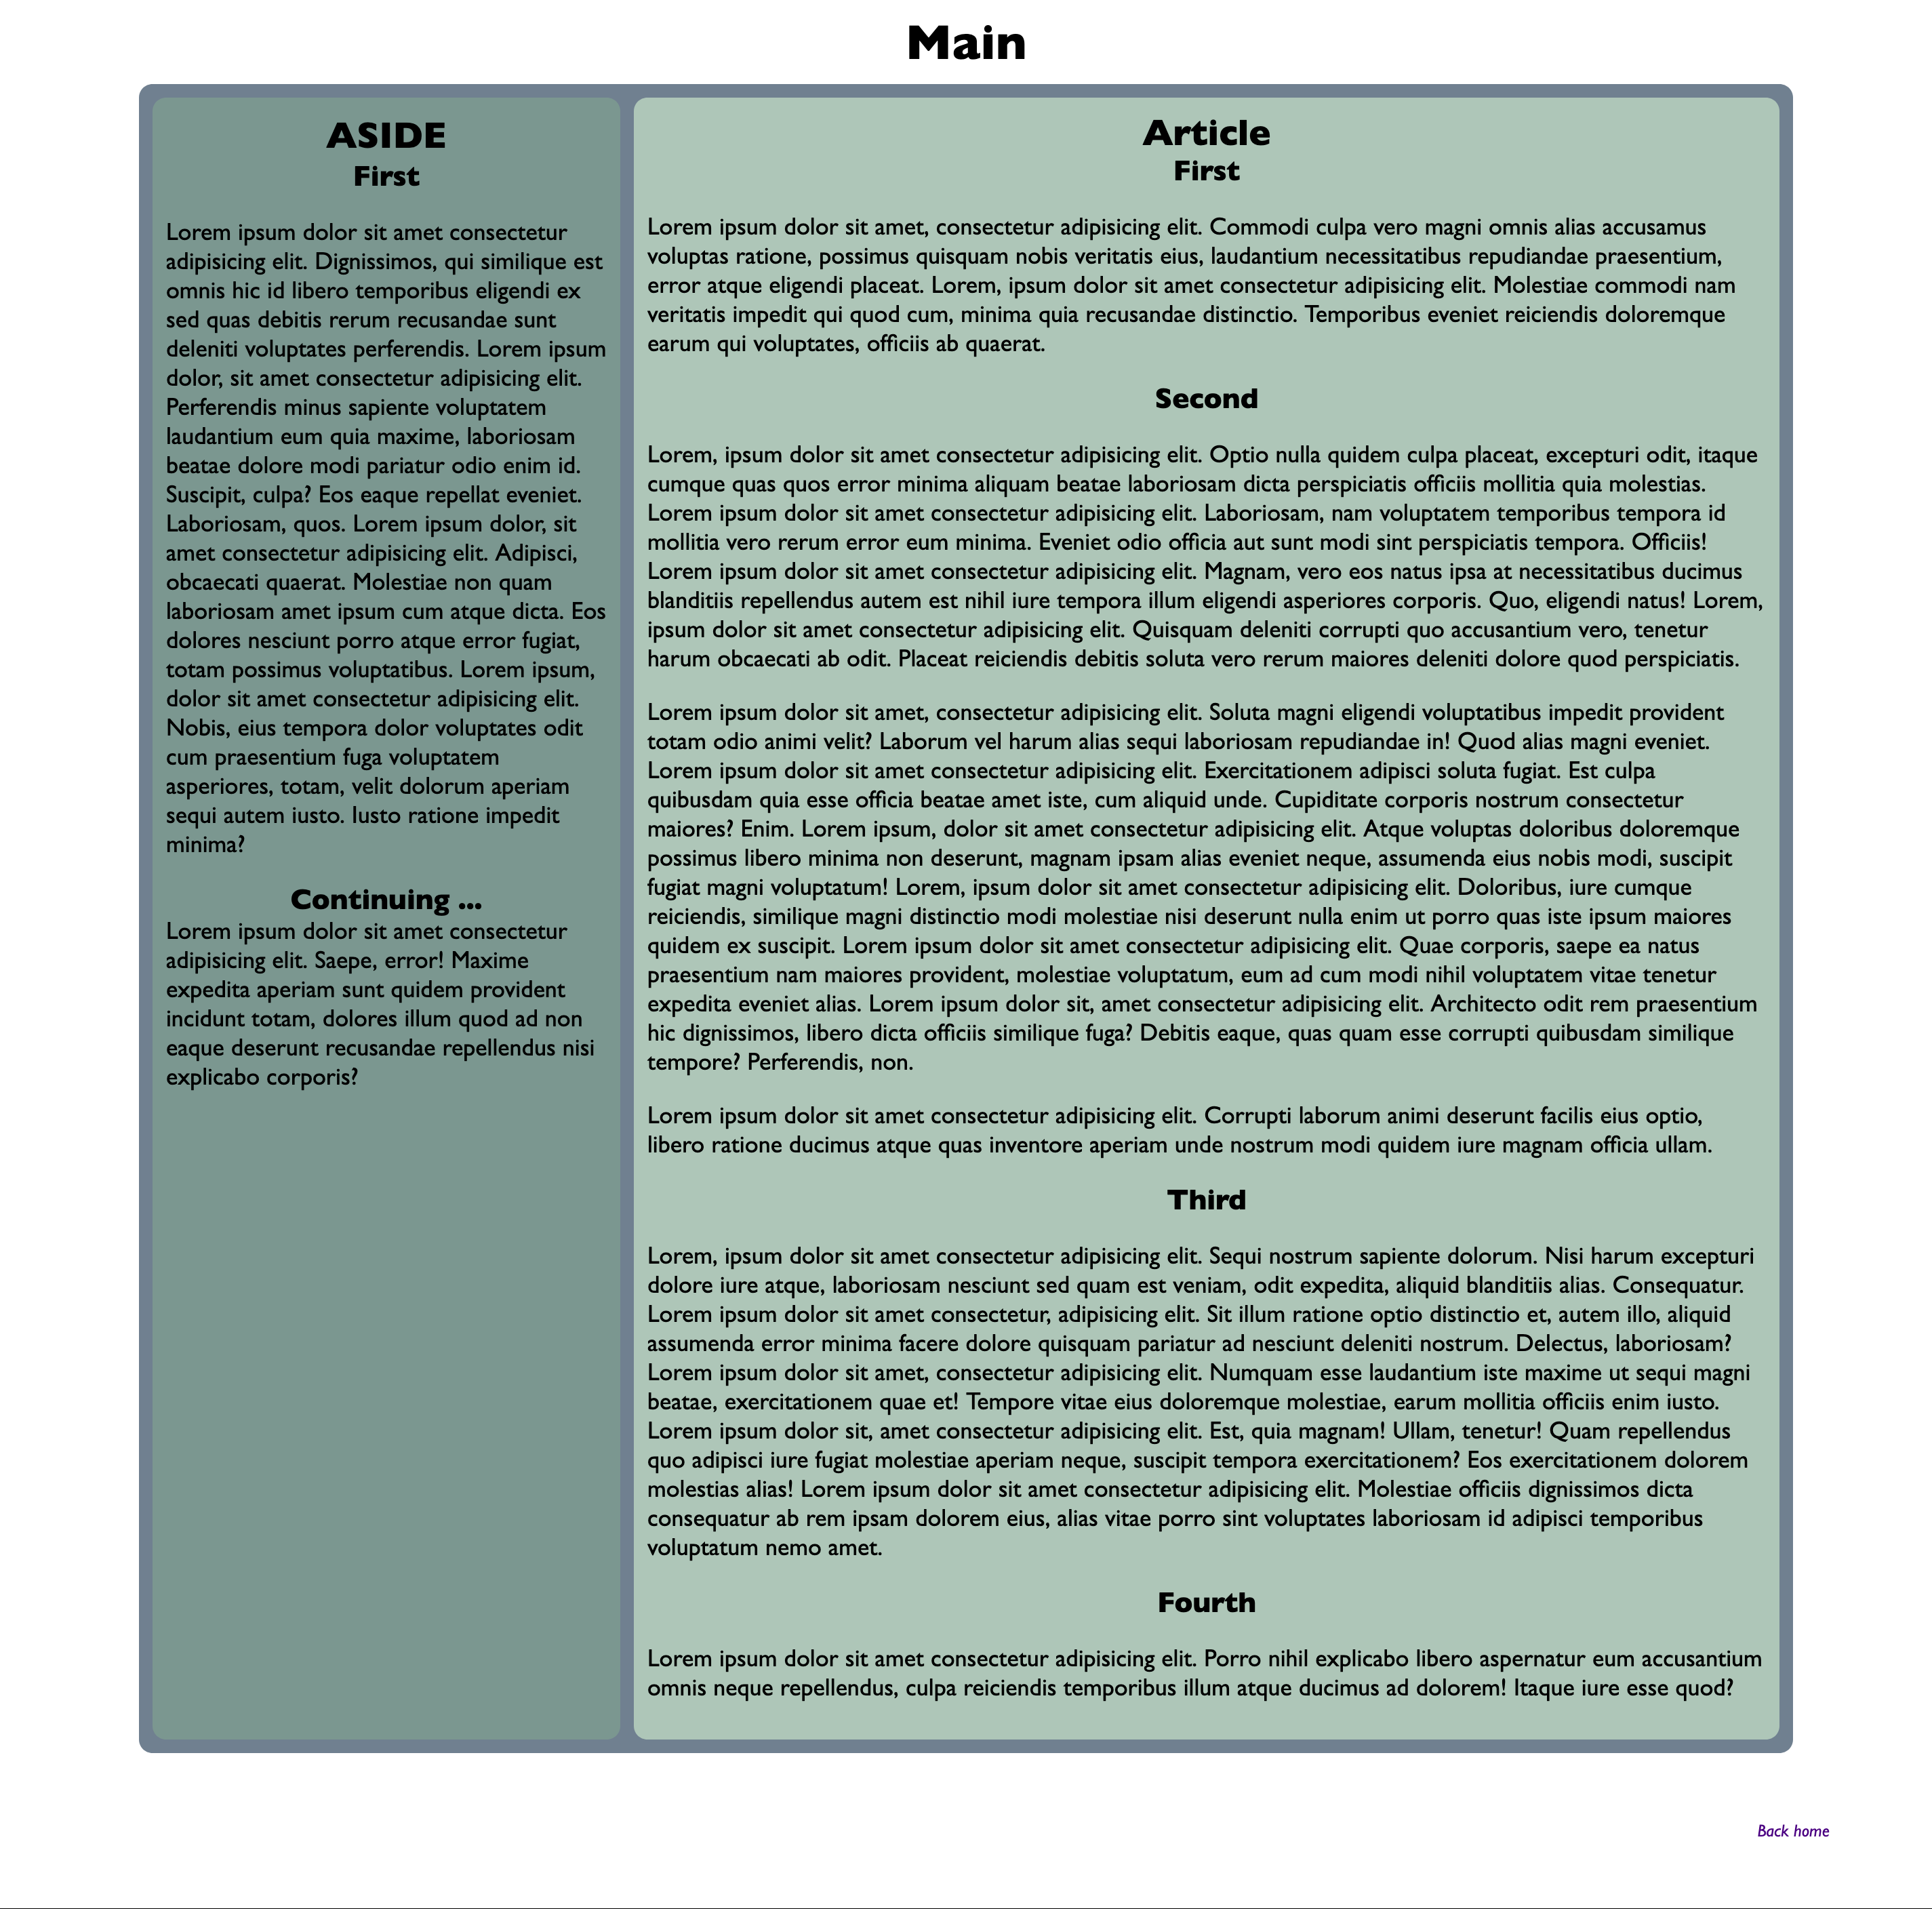 Main
ASIDE
First
Lorem ipsum dolor sit amet consectetur
adipisicing elit. Dignissimos, qui similique est
omnis hic id libero temporibus eligendi ex
sed quas debitis rerum recusandae sunt
deleniti voluptates perferendis. Lorem ipsum
dolor, sit amet consectetur adipisicing elit.
Perferendis minus sapiente voluptatem
laudantium eum quia maxime, laboriosam
beatae dolore modi pariatur odio enim id.
Suscipit, culpa? Eos eaque repellat eveniet.
Laboriosam, quos. Lorem ipsum dolor, sit
amet consectetur adipisicing elit. Adipisci,
obcaecati quaerat. Molestiae non quam
laboriosam amet ipsum cum atque dicta. Eos
dolores nesciunt porro atque error fugiat,
totam possimus voluptatibus. Lorem ipsum,
dolor sit amet consectetur adipisicing elit.
Nobis, eius tempora dolor voluptates odit
cum praesentium fuga voluptatem
asperiores, totam, velit dolorum aperiam
sequi autem iusto. Iusto ratione impedit
minima?
Continuing ...
Lorem ipsum dolor sit amet consectetur
adipisicing elit. Saepe, error! Maxime
expedita aperiam sunt quidem provident
incidunt totam, dolores illum quod ad non
eaque deserunt recusandae repellendus nisi
explicabo corporis?
Article
First
Lorem ipsum dolor sit amet, consectetur adipisicing elit. Commodi culpa vero magni omnis alias accusamus
voluptas ratione, possimus quisquam nobis veritatis eius, laudantium necessitatibus repudiandae praesentium,
error atque eligendi placeat. Lorem, ipsum dolor sit amet consectetur adipisicing elit. Molestiae commodi nam
veritatis impedit qui quod cum, minima quia recusandae distinctio. Temporibus eveniet reiciendis doloremque
earum qui voluptates, officiis ab quaerat.
Second
Lorem, ipsum dolor sit amet consectetur adipisicing elit. Optio nulla quidem culpa placeat, excepturi odit, itaque
cumque quas quos error minima aliquam beatae laboriosam dicta perspiciatis officiis mollitia quia molestias.
Lorem ipsum dolor sit amet consectetur adipisicing elit. Laboriosam, nam voluptatem temporibus tempora id
mollitia vero rerum error eum minima. Eveniet odio officia aut sunt modi sint perspiciatis tempora. Officiis!
Lorem ipsum dolor sit amet consectetur adipisicing elit. Magnam, vero eos natus ipsa at necessitatibus ducimus
blanditiis repellendus autem est nihil iure tempora illum eligendi asperiores corporis. Quo, eligendi natus! Lorem,
ipsum dolor sit amet consectetur adipisicing elit. Quisquam deleniti corrupti quo accusantium vero, tenetur
harum obcaecati ab odit. Placeat reiciendis debitis soluta vero rerum maiores deleniti dolore quod perspiciatis.
Lorem ipsum dolor sit amet, consectetur adipisicing elit. Soluta magni eligendi voluptatibus impedit provident
totam odio animi velit? Laborum vel harum alias sequi laboriosam repudiandae in! Quod alias magni eveniet.
Lorem ipsum dolor sit amet consectetur adipisicing elit. Exercitationem adipisci soluta fugiat. Est culpa
quibusdam quia esse officia beatae amet iste, cum aliquid unde. Cupiditate corporis nostrum consectetur
maiores? Enim. Lorem ipsum, dolor sit amet consectetur adipisicing elit. Atque voluptas doloribus doloremque
possimus libero minima non deserunt, magnam ipsam alias eveniet neque, assumenda eius nobis modi, suscipit
fugiat magni voluptatum! Lorem, ipsum dolor sit amet consectetur adipisicing elit. Doloribus, iure cumque
reiciendis, similique magni distinctio modi molestiae nisi deserunt nulla enim ut porro quas iste ipsum maiores
quidem ex suscipit. Lorem ipsum dolor sit amet consectetur adipisicing elit. Quae corporis, saepe ea natus
praesentium nam maiores provident, molestiae voluptatum, eum ad cum modi nihil voluptatem vitae tenetur
expedita eveniet alias. Lorem ipsum dolor sit, amet consectetur adipisicing elit. Architecto odit rem praesentium
hic dignissimos, libero dicta officiis similique fuga? Debitis eaque, quas quam esse corrupti quibusdam similique
tempore? Perferendis, non.
Lorem ipsum dolor sit amet consectetur adipisicing elit. Corrupti laborum animi deserunt facilis eius optio,
libero ratione ducimus atque quas inventore aperiam unde nostrum modi quidem iure magnam officia ullam.
Third
Lorem, ipsum dolor sit amet consectetur adipisicing elit. Sequi nostrum sapiente dolorum. Nisi harum excepturi
dolore iure atque, laboriosam nesciunt sed quam est veniam, odit expedita, aliquid blanditiis alias. Consequatur.
Lorem ipsum dolor sit amet consectetur, adipisicing elit. Sit illum ratione optio distinctio et, autem illo, aliquid
assumenda error minima facere dolore quisquam pariatur ad nesciunt deleniti nostrum. Delectus, laboriosam?
Lorem ipsum dolor sit amet, consectetur adipisicing elit. Numquam esse laudantium iste maxime ut sequi magni
beatae, exercitationem quae et! Tempore vitae eius doloremque molestiae, earum mollitia officiis enim iusto.
Lorem ipsum dolor sit, amet consectetur adipisicing elit. Est, quia magnam! Ullam, tenetur! Quam repellendus
quo adipisci iure fugiat molestiae aperiam neque, suscipit tempora exercitationem? Eos exercitationem dolorem
molestias alias! Lorem ipsum dolor sit amet consectetur adipisicing elit. Molestiae officiis dignissimos dicta
consequatur ab rem ipsam dolorem eius, alias vitae porro sint voluptates laboriosam id adipisci temporibus
voluptatum nemo amet.
Fourth
Lorem ipsum dolor sit amet consectetur adipisicing elit. Porro nihil explicabo libero aspernatur eum accusantium
omnis neque repellendus, culpa reiciendis temporibus illum atque ducimus ad dolorem! Itaque iure esse quod?
Back home